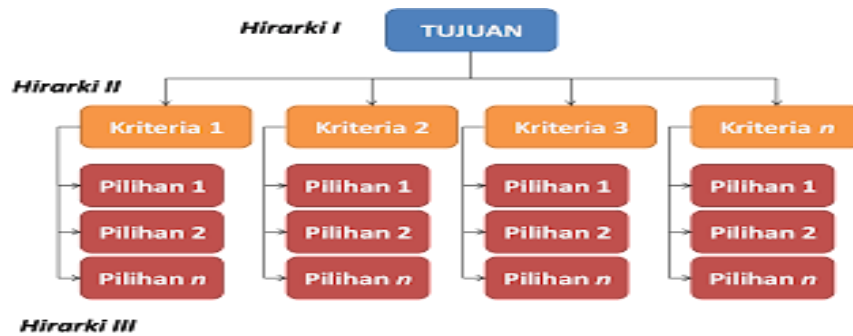 Hirarki I
TUJUAN
Hirarki II
Kriteria 1
Kriteria 2
Kriteria 3
Kriteria n
Pilihan 1
Pilihan 1
Pilihan 1
Pilihan 1
Pilihan 2
Pilihan 2
Pilihan 2
Pilihan 2
Pilihan n
Pilihan n
Pilihan n
Pilihan n
Hirarki III